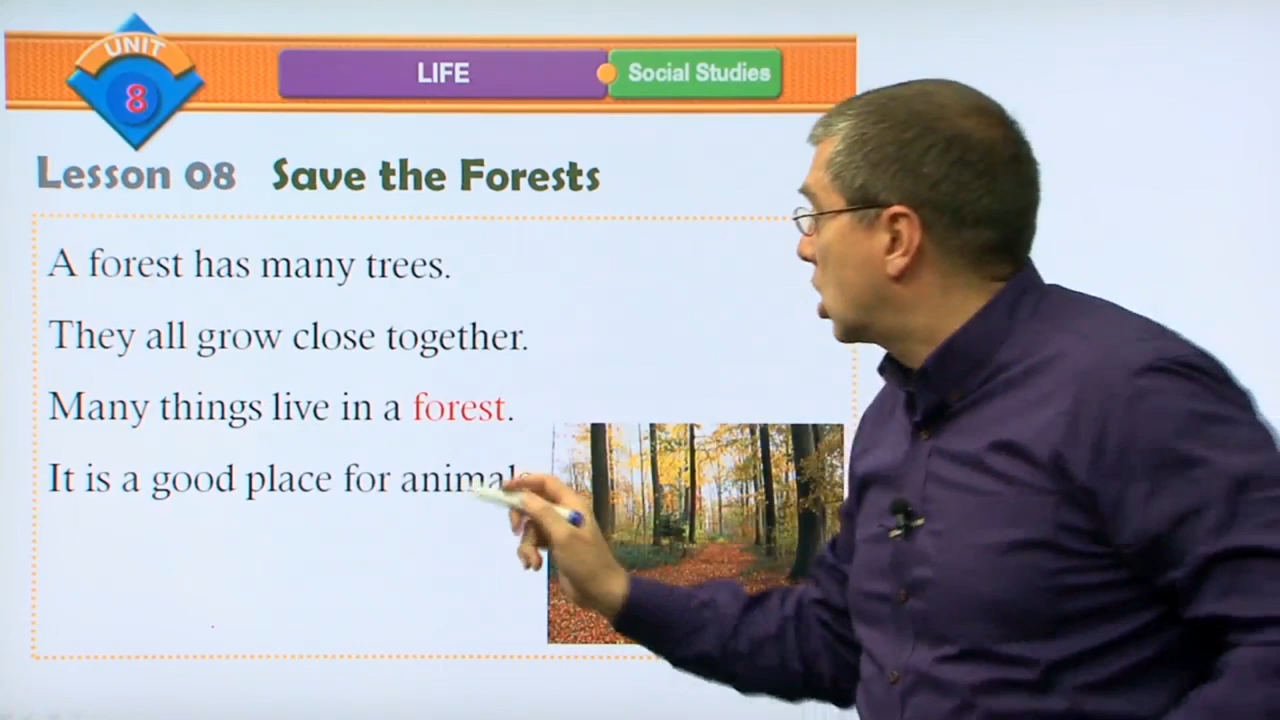 UNIT
8
LIFE
Social Studies
Lesson 08 Save the Forests
A forest has many trees.
They all grow close together.
Many things live in a forest.
It is a good place for